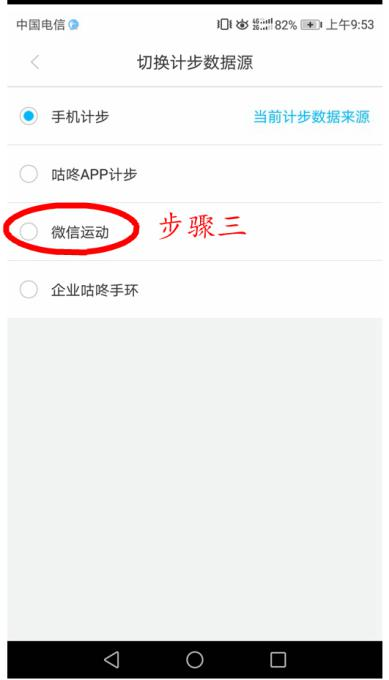 中国电信 82% 上午9:53
切换计步数据源
手机计步 当前计步数据来源
咕咚APP计步
微信运动 步骤三
企业咕咚手环